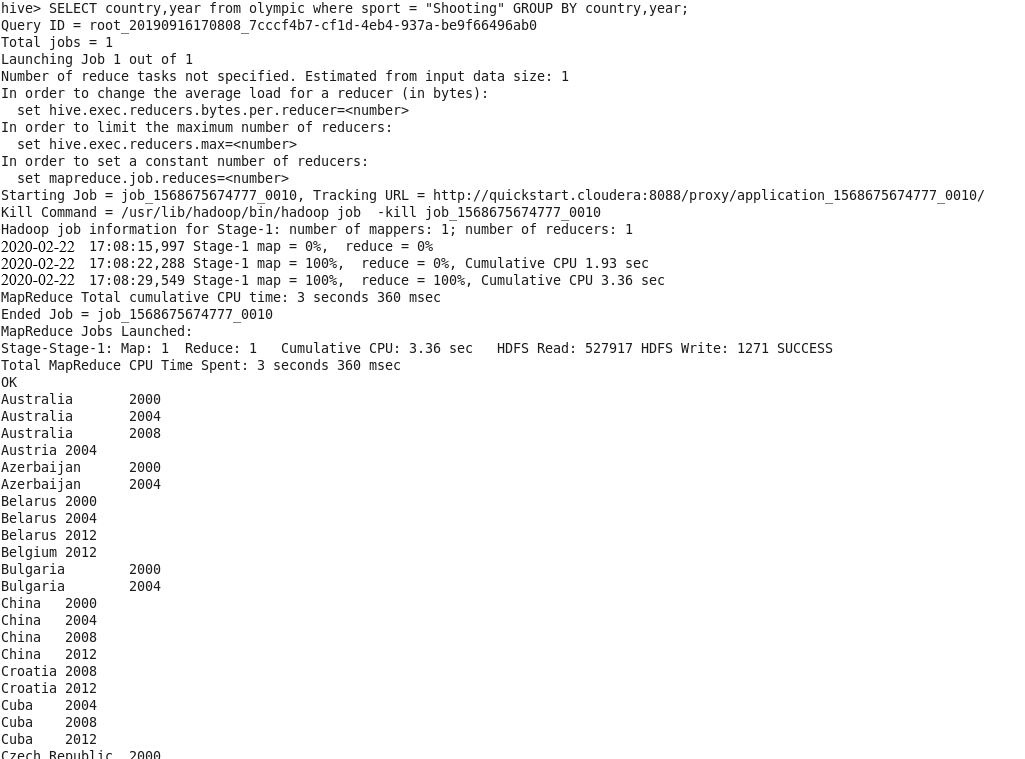 hive> SELECT country,year from olympic where sport = "Shooting" GROUP BY country,year;
Query ID = root_20190916170808_7cccf4b7-cf1d-4eb4-937a-be9f66496ab0
Total jobs = 1
Launching Job 1 out of 1
Number of reduce tasks not specified. Estimated from input data size: 1
In order to change the average load for a reducer (in bytes):
  set hive.exec.reducers.bytes.per.reducer=<number>
In order to limit the maximum number of reducers:
  set hive.exec.reducers.max=<number>
In order to set a constant number of reducers:
  set mapreduce.job.reduces=<number>
Starting Job = job_1568675674777_0010, Tracking URL = http://quickstart.cloudera:8088/proxy/application_1568675674777_0010/
Kill Command = /usr/lib/hadoop/bin/hadoop job  -kill job_1568675674777_0010
Hadoop job information for Stage-1: number of mappers: 1; number of reducers: 1
2020-02-22 17:08:15,997 Stage-1 map = 0%,  reduce = 0%
2020-02-22 17:08:22,288 Stage-1 map = 100%,  reduce = 0%, Cumulative CPU 1.93 sec
2020-02-22 17:08:29,549 Stage-1 map = 100%,  reduce = 100%, Cumulative CPU 3.36 sec
MapReduce Total cumulative CPU time: 3 seconds 360 msec
Ended Job = job_1568675674777_0010
MapReduce Jobs Launched:
Stage-Stage-1: Map: 1  Reduce: 1   Cumulative CPU: 3.36 sec   HDFS Read: 527917 HDFS Write: 1271 SUCCESS
Total MapReduce CPU Time Spent: 3 seconds 360 msec
OK
Australia	2000
Australia	2004
Australia	2008
Austria	2004
Azerbaijan	2000
Azerbaijan	2004
Belarus	2000
Belarus	2004
Belarus	2012
Belgium	2012
Bulgaria	2000
Bulgaria	2004
China	2000
China	2004
China	2008
China	2012
Croatia	2008
Croatia	2012
Cuba	2004
Cuba	2008
Cuba	2012
Czech Republic	2000